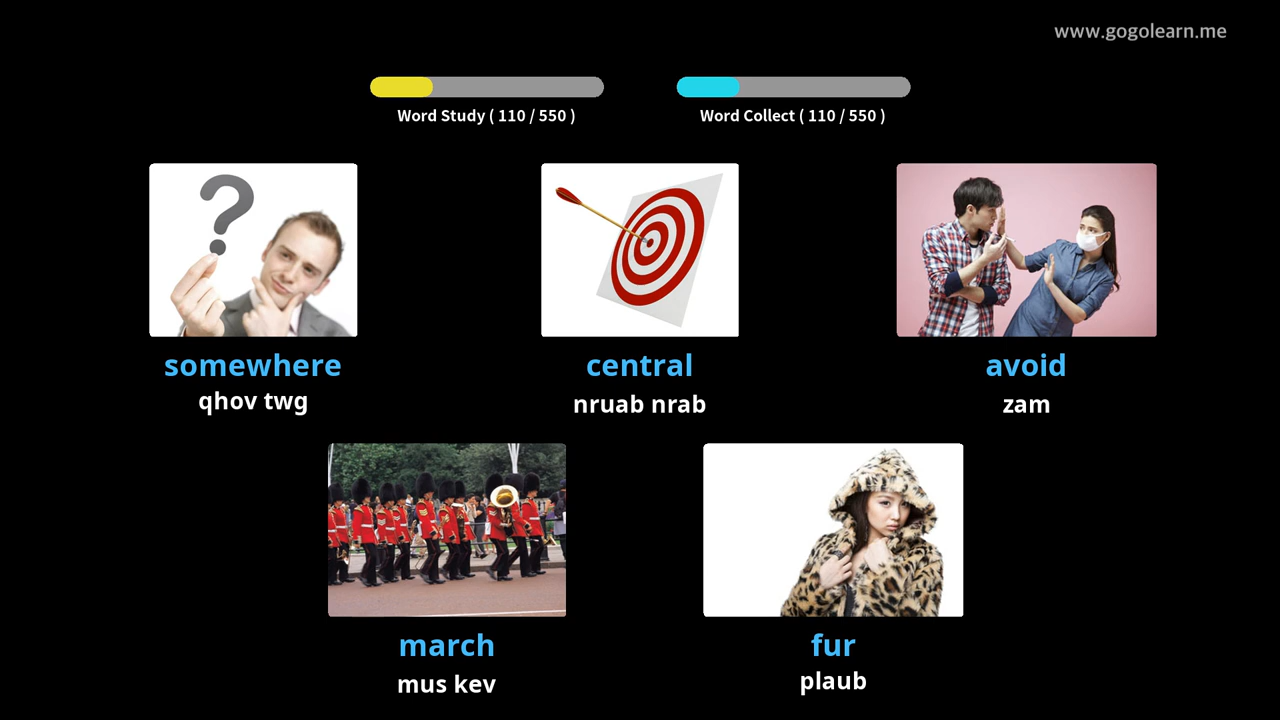 www.gogolearn.me
Word Study ( 110 / 550 )
Word Collect ( 110 / 550 )
?
somewhere
qhov twg
central
nruab nrab
avoid
zam
march
mus kev
fur
plaub